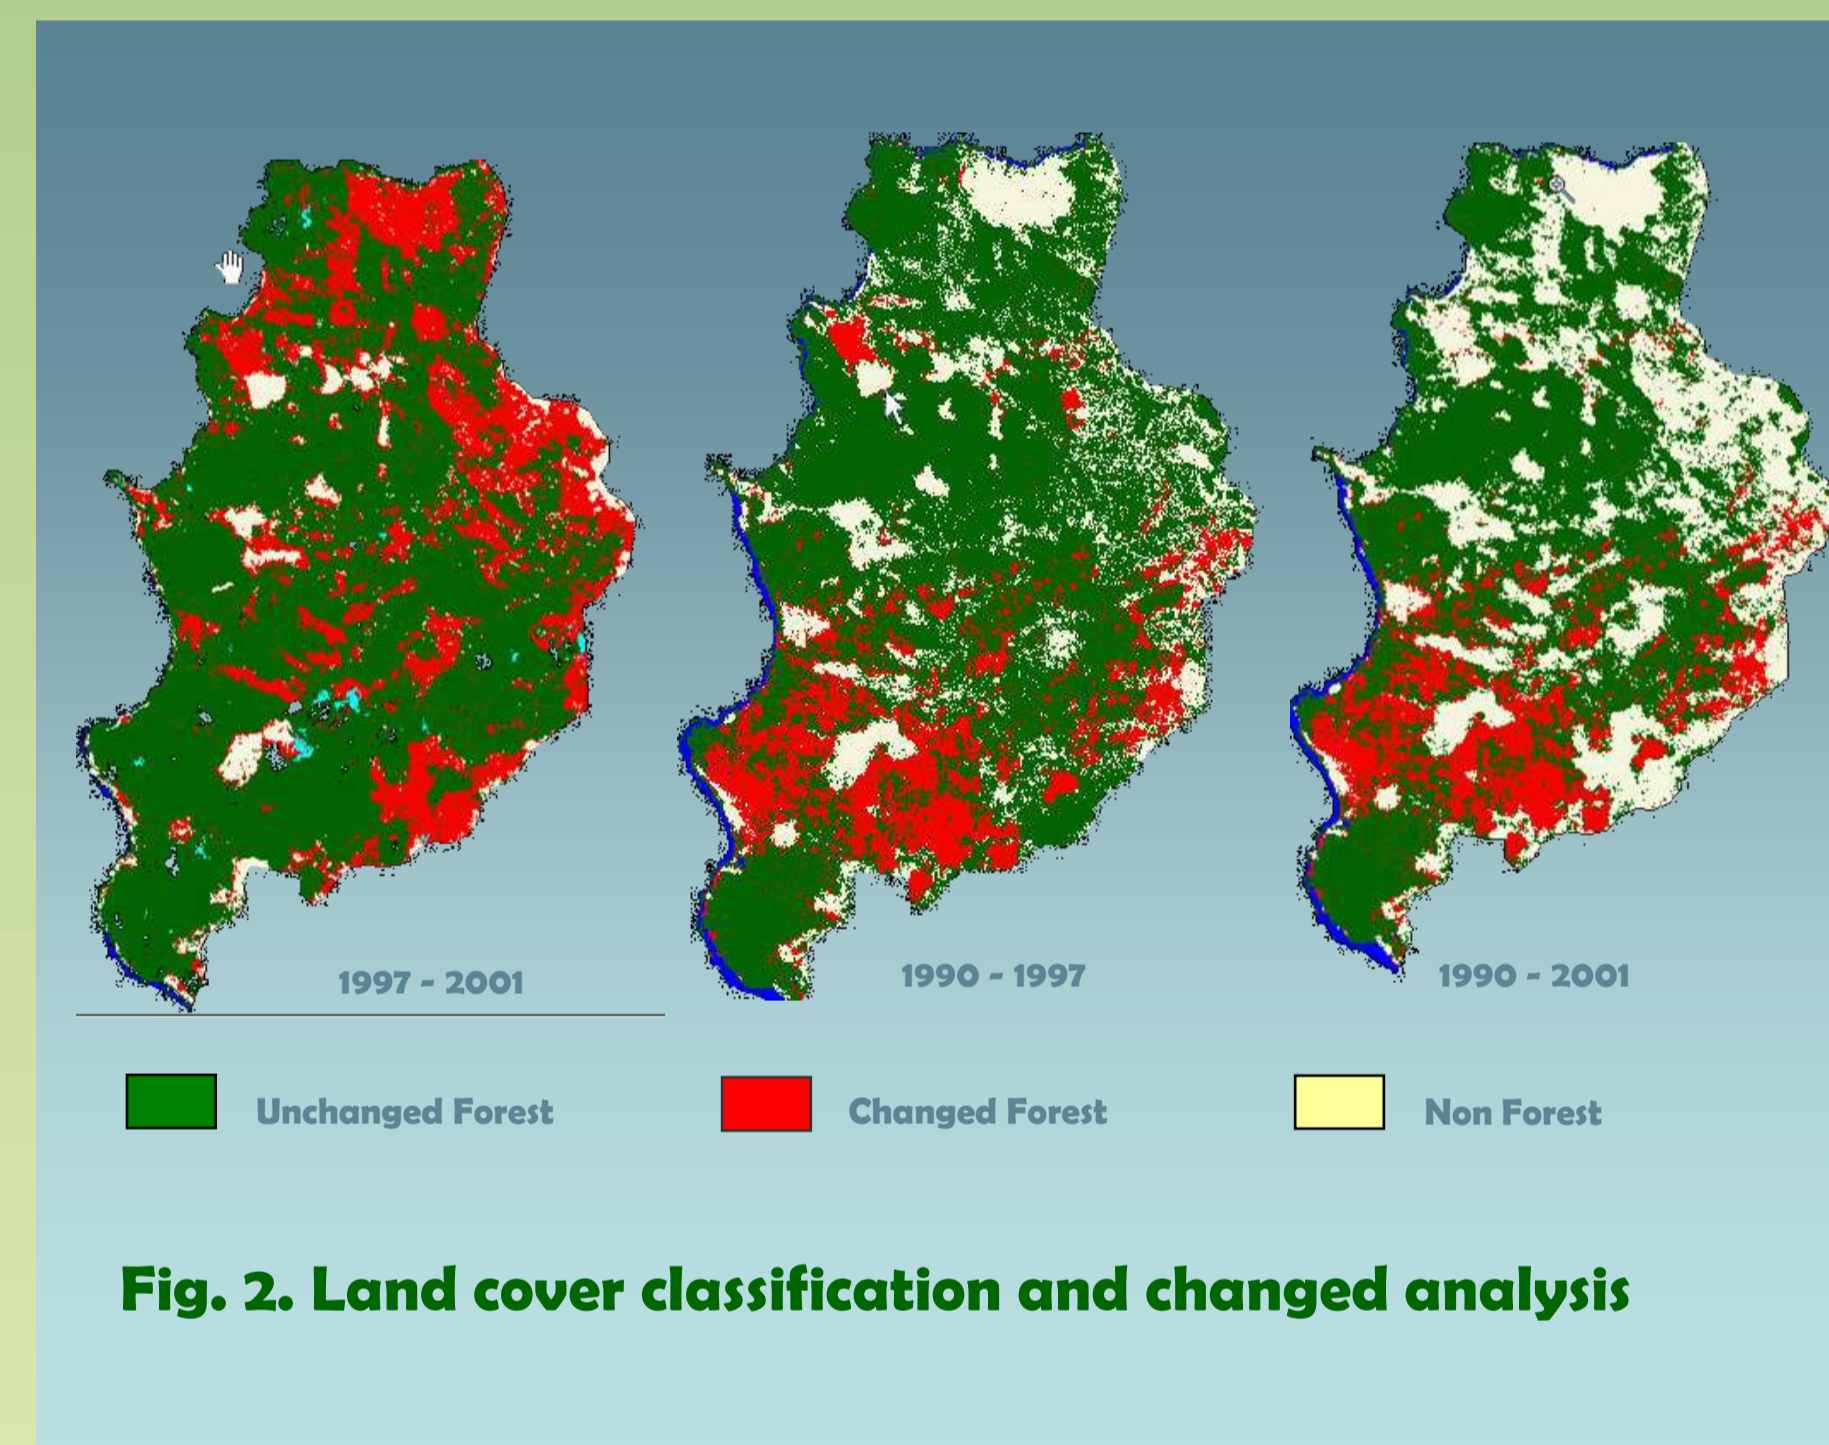 1997 - 2001
1990 - 1997
1990 - 2001
Unchanged Forest
Changed Forest
Non Forest
Fig. 2. Land cover classification and changed analysis